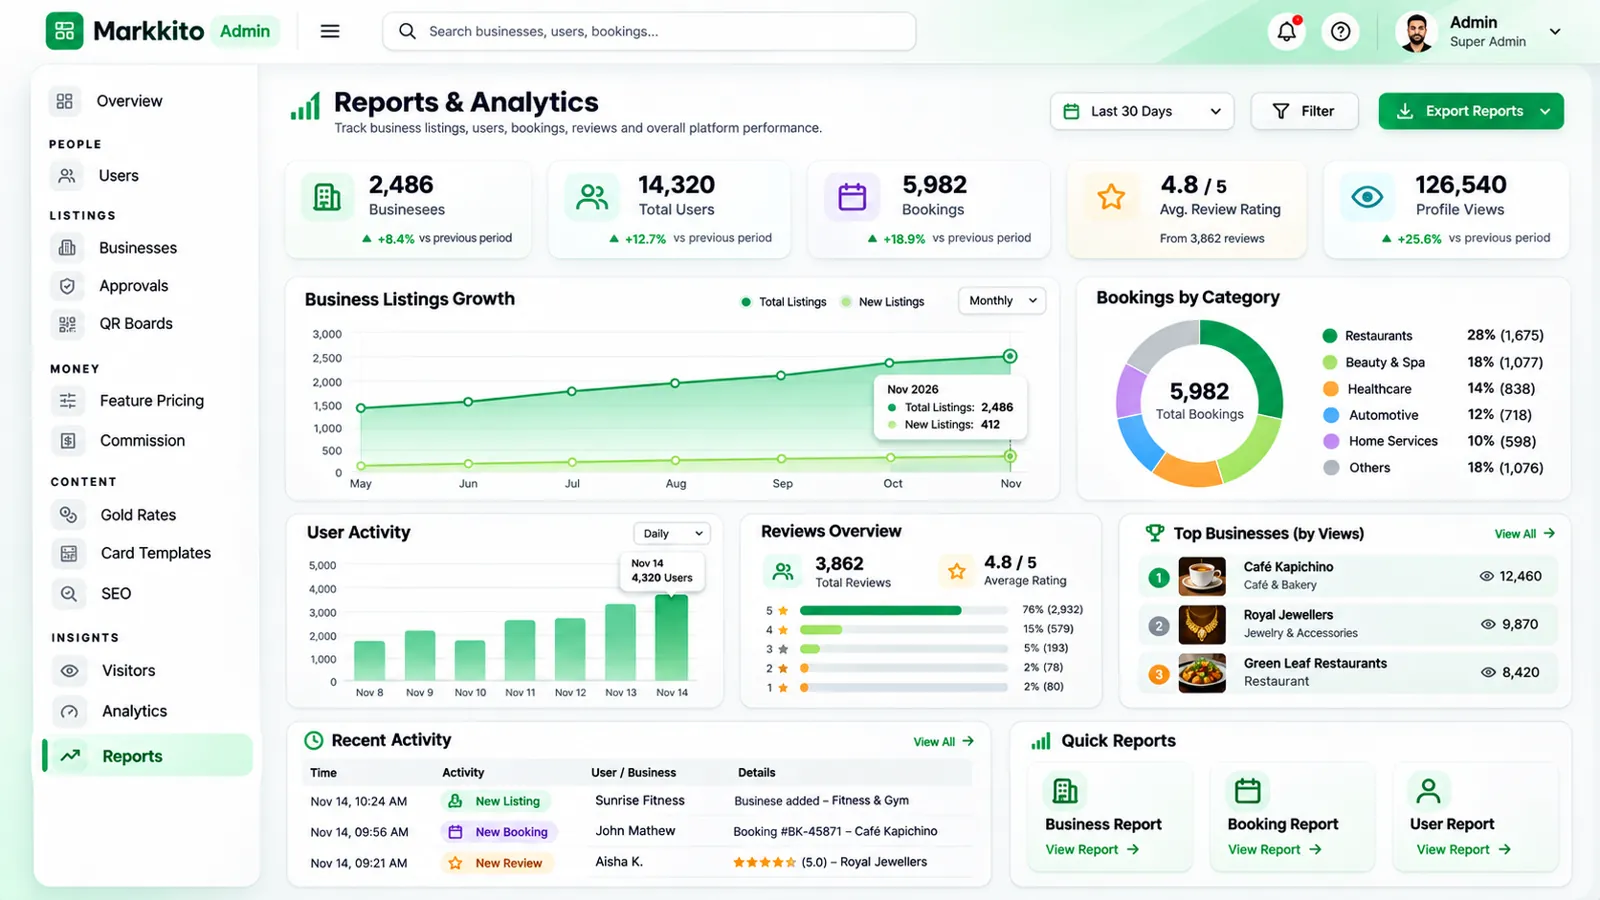 Markkito Admin
Search businesses, users, bookings...
Admin
Super Admin
Overview
PEOPLE
Users
LISTINGS
Businesses
Approvals
QR Boards
MONEY
Feature Pricing
Commission
CONTENT
Gold Rates
Card Templates
SEO
INSIGHTS
Visitors
Analytics
Reports
Reports & Analytics
Track business listings, users, bookings, reviews and overall platform performance.
Last 30 Days
Filter
Export Reports
2,486
Businesees
+8.4% vs previous period
14,320
Total Users
+12.7% vs previous period
5,982
Bookings
+18.9% vs previous period
4.8 / 5
Avg. Review Rating
From 3,862 reviews
126,540
Profile Views
+25.6% vs previous period
Business Listings Growth
Total Listings
New Listings
Monthly
3,000
2,500
2,000
1,500
1,000
500
0
May Jun Jul Aug Sep Oct Nov
Nov 2026
Total Listings: 2,486
New Listings: 412
Bookings by Category
5,982
Total Bookings
Restaurants 28% (1,675)
Beauty & Spa 18% (1,077)
Healthcare 14% (838)
Automotive 12% (718)
Home Services 10% (598)
Others 18% (1,076)
User Activity
Daily
5,000
4,000
3,000
2,000
1,000
0
Nov 14
4,320 Users
Nov 8 Nov 9 Nov 10 Nov 11 Nov 12 Nov 13 Nov 14
Reviews Overview
3,862
Total Reviews
4.8 / 5
Average Rating
5 76% (2,932)
4 15% (579)
3 5% (193)
2 2% (78)
1 2% (80)
Top Businesses (by Views)
View All
1
Café Kapichino
Café & Bakery
12,460
2
Royal Jewellers
Jewelry & Accessories
9,870
3
Green Leaf Restaurants
Restaurant
8,420
Recent Activity
View All
Time Activity User / Business Details
Nov 14, 10:24 AM New Listing Sunrise Fitness Businese added – Fitness & Gym
Nov 14, 09:56 AM New Booking John Mathew Booking #BK-45871 – Café Kapichino
Nov 14, 09:21 AM New Review Aisha K. (5.0) – Royal Jewellers
Quick Reports
Business Report
View Report
Booking Report
View Report
User Report
View Report